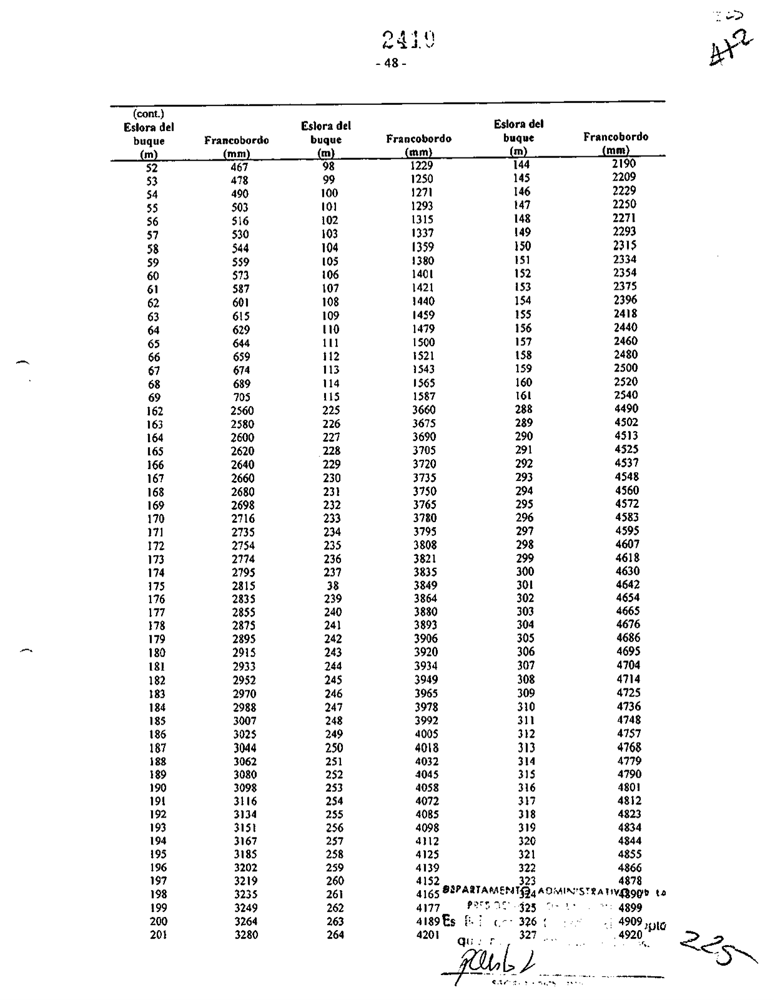 2419
412
- 48 -
(cont.)
Eslora del buque (m) Francobordo (mm) Eslora del buque (m) Francobordo (mm) Eslora del buque (m) Francobordo (mm)
52 467 98 1229 144 2190
53 478 99 1250 145 2209
54 490 100 1271 146 2229
55 503 101 1293 147 2250
56 516 102 1315 148 2271
57 530 103 1337 149 2293
58 544 104 1359 150 2315
59 559 105 1380 151 2334
60 573 106 1401 152 2354
61 587 107 1421 153 2375
62 601 108 1440 154 2396
63 615 109 1459 155 2418
64 629 110 1479 156 2440
65 644 111 1500 157 2460
66 659 112 1521 158 2480
67 674 113 1543 159 2500
68 689 114 1565 160 2520
69 705 115 1587 161 2540
162 2560 225 3660 288 4490
163 2580 226 3675 289 4502
164 2600 227 3690 290 4513
165 2620 228 3705 291 4525
166 2640 229 3720 292 4537
167 2660 230 3735 293 4548
168 2680 231 3750 294 4560
169 2698 232 3765 295 4572
170 2716 233 3780 296 4583
171 2735 234 3795 297 4595
172 2754 235 3808 298 4607
173 2774 236 3821 299 4618
174 2795 237 3835 300 4630
175 2815 38 3849 301 4642
176 2835 239 3864 302 4654
177 2855 240 3880 303 4665
178 2875 241 3893 304 4676
179 2895 242 3906 305 4686
180 2915 243 3920 306 4695
181 2933 244 3934 307 4704
182 2952 245 3949 308 4714
183 2970 246 3965 309 4725
184 2988 247 3978 310 4736
185 3007 248 3992 311 4748
186 3025 249 4005 312 4757
187 3044 250 4018 313 4768
188 3062 251 4032 314 4779
189 3080 252 4045 315 4790
190 3098 253 4058 316 4801
191 3116 254 4072 317 4812
192 3134 255 4085 318 4823
193 3151 256 4098 319 4834
194 3167 257 4112 320 4844
195 3185 258 4125 321 4855
196 3202 259 4139 322 4866
197 3219 260 4152 323 4878
198 3235 261 4165 324 4890
199 3249 262 4177 325 4899
200 3264 263 4189 326 4909
201 3280 264 4201 327 4920
DEPARTAMENTO ADMINISTRATIVO
Es
225